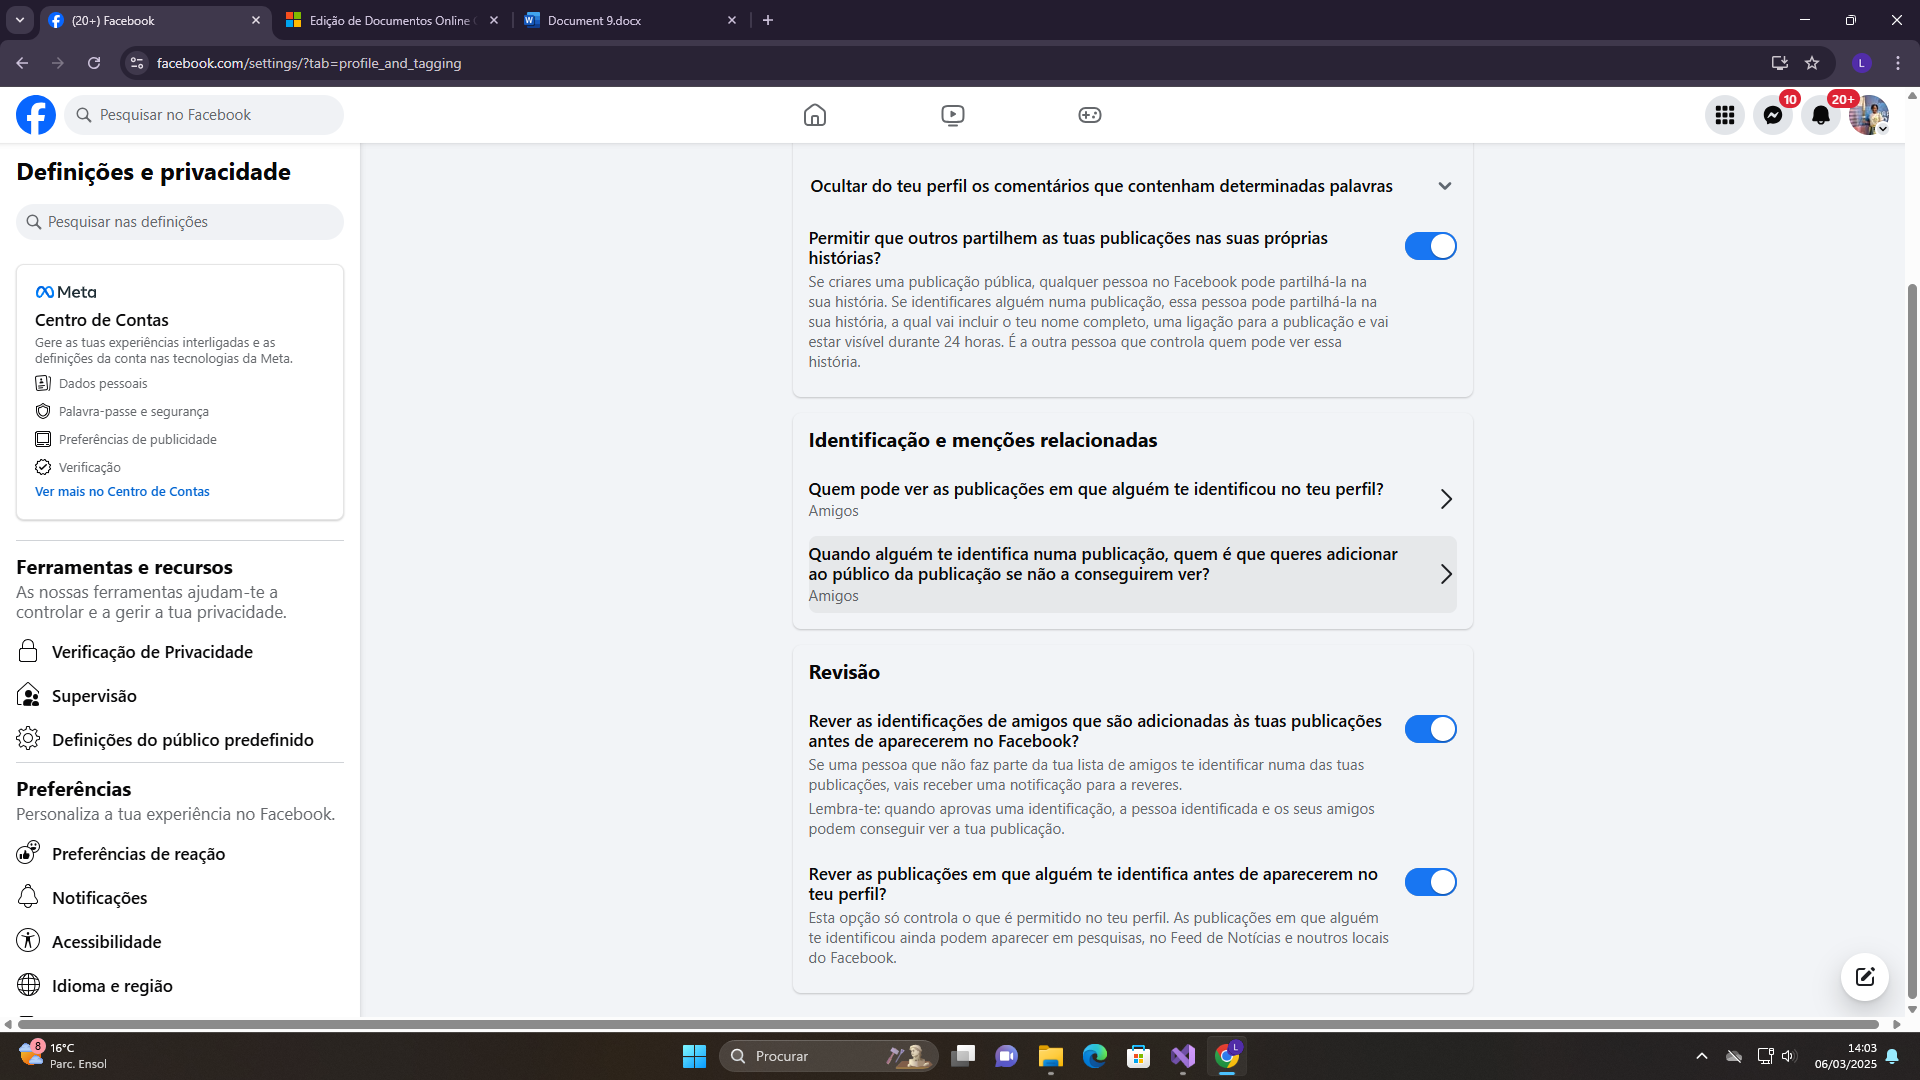 (20+) Facebook
Edição de Documentos Online
Document 9.docx
facebook.com/settings/?tab=profile_and_tagging
L
Pesquisar no Facebook
10
20+
Definições e privacidade
Pesquisar nas definições
Meta
Centro de Contas
Gere as tuas experiências interligadas e as
definições da conta nas tecnologias da Meta.
Dados pessoais
Palavra-passe e segurança
Preferências de publicidade
Verificação
Ver mais no Centro de Contas
Ferramentas e recursos
As nossas ferramentas ajudam-te a
controlar e a gerir a tua privacidade.
Verificação de Privacidade
Supervisão
Definições do público predefinido
Preferências
Personaliza a tua experiência no Facebook.
Preferências de reação
Notificações
Acessibilidade
Idioma e região
Ocultar do teu perfil os comentários que contenham determinadas palavras
Permitir que outros partilhem as tuas publicações nas suas próprias
histórias?
Se criares uma publicação pública, qualquer pessoa no Facebook pode partilhá-la na
sua história. Se identificares alguém numa publicação, essa pessoa pode partilhá-la na
sua história, a qual vai incluir o teu nome completo, uma ligação para a publicação e vai
estar visível durante 24 horas. É a outra pessoa que controla quem pode ver essa
história.
Identificação e menções relacionadas
Quem pode ver as publicações em que alguém te identificou no teu perfil?
Amigos
Quando alguém te identifica numa publicação, quem é que queres adicionar
ao público da publicação se não a conseguirem ver?
Amigos
Revisão
Rever as identificações de amigos que são adicionadas às tuas publicações
antes de aparecerem no Facebook?
Se uma pessoa que não faz parte da tua lista de amigos te identificar numa das tuas
publicações, vais receber uma notificação para a reveres.
Lembra-te: quando aprovas uma identificação, a pessoa identificada e os seus amigos
podem conseguir ver a tua publicação.
Rever as publicações em que alguém te identifica antes de aparecerem no
teu perfil?
Esta opção só controla o que é permitido no teu perfil. As publicações em que alguém
te identificou ainda podem aparecer em pesquisas, no Feed de Notícias e noutros locais
do Facebook.
8
16°C
Parc. Ensol
Procurar
L
14:03
06/03/2025